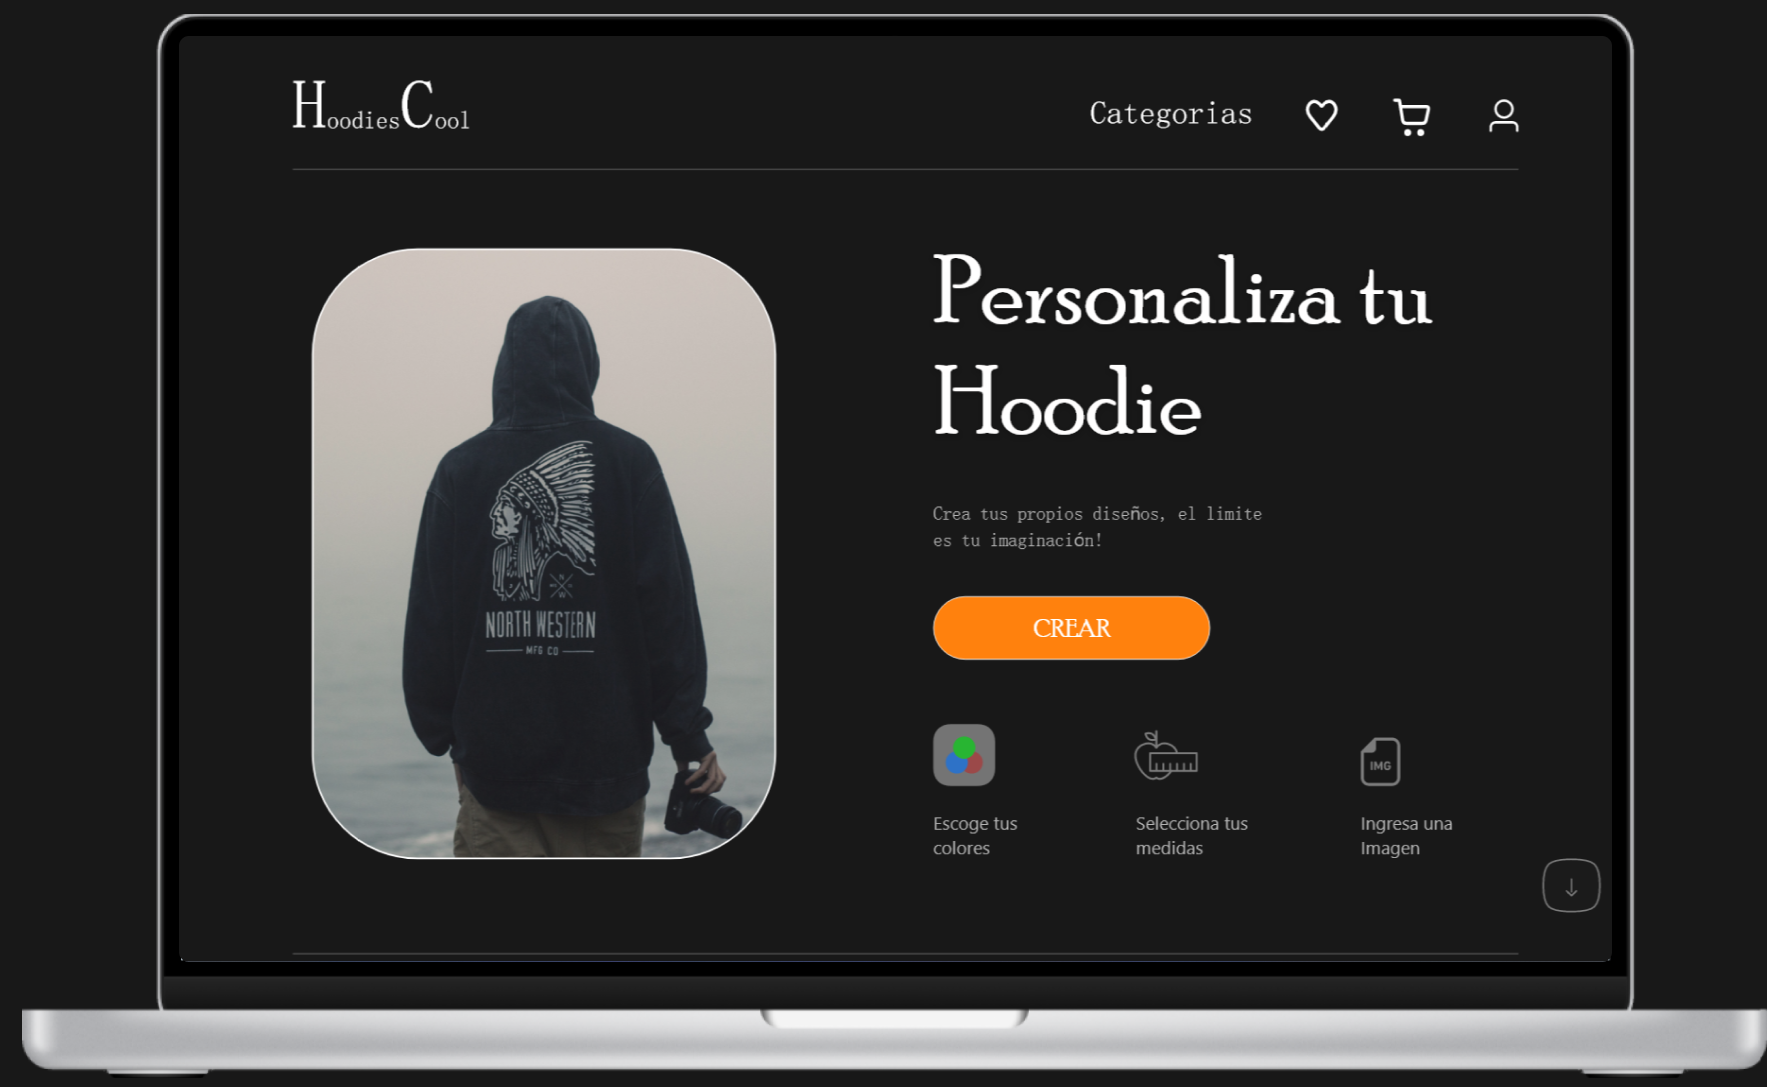 HoodiesCool
Categorias
Personaliza tu
Hoodie
Crea tus propios diseños, el limite
es tu imaginación!
CREAR
NORTH WESTERN
MFG CO
N
W
IMG
Escoge tus
colores
Selecciona tus
medidas
Ingresa una
Imagen